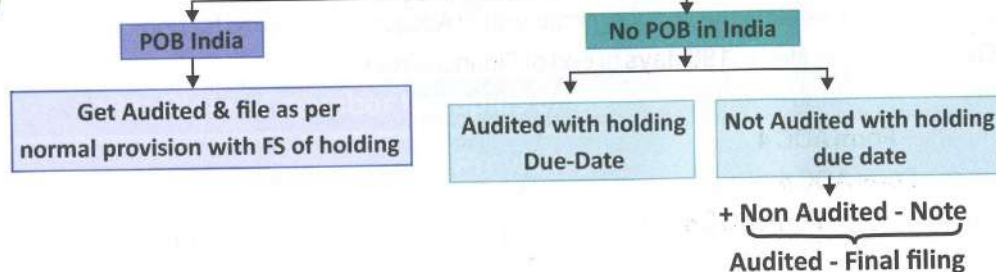 POB India
No POB in India
Get Audited & file as per
normal provision with FS of holding
Audited with holding
Due-Date
Not Audited with holding
due date
+ Non Audited - Note
Audited - Final filing